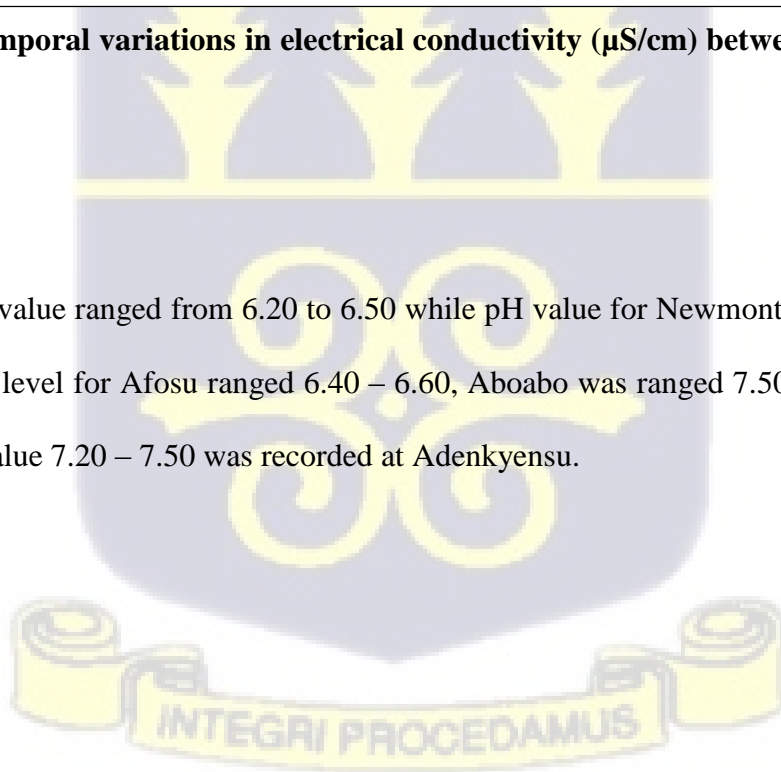 mporal variations in electrical conductivity (µS/cm) betwe
value ranged from 6.20 to 6.50 while pH value for Newmont
level for Afosu ranged 6.40 – 6.60, Aboabo was ranged 7.50
alue 7.20 – 7.50 was recorded at Adenkyensu.
INTEGRI PROCEDAMUS